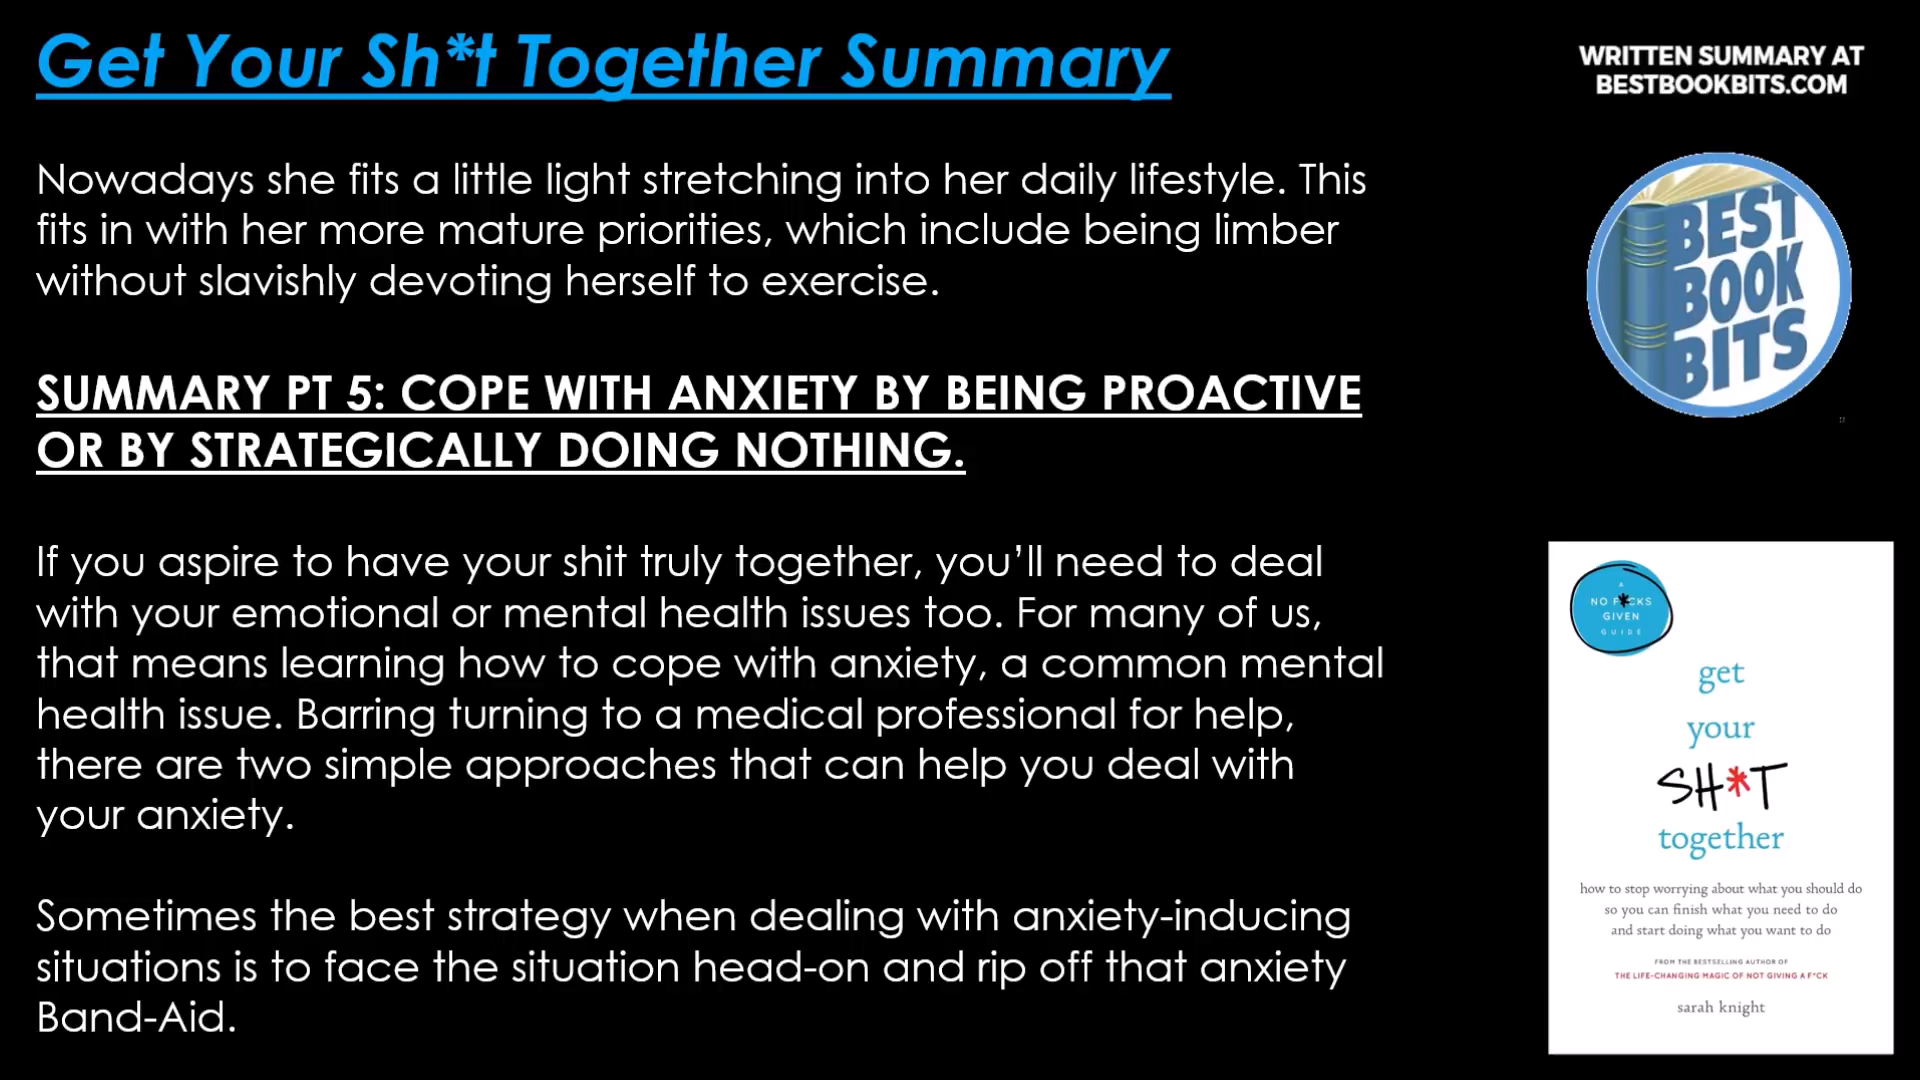 Get Your Sh*t Together Summary
WRITTEN SUMMARY AT
BESTBOOKBITS.COM
Nowadays she fits a little light stretching into her daily lifestyle. This
fits in with her more mature priorities, which include being limber
without slavishly devoting herself to exercise.
SUMMARY PT 5: COPE WITH ANXIETY BY BEING PROACTIVE
OR BY STRATEGICALLY DOING NOTHING.
If you aspire to have your shit truly together, you’ll need to deal
with your emotional or mental health issues too. For many of us,
that means learning how to cope with anxiety, a common mental
health issue. Barring turning to a medical professional for help,
there are two simple approaches that can help you deal with
your anxiety.
Sometimes the best strategy when dealing with anxiety-inducing
situations is to face the situation head-on and rip off that anxiety
Band-Aid.
BEST
BOOK
BITS
A
NO F*CKS
GIVEN
GUIDE
get
your
SH*T
together
how to stop worrying about what you should do
so you can finish what you need to do
and start doing what you want to do
FROM THE BESTSELLING AUTHOR OF
THE LIFE-CHANGING MAGIC OF NOT GIVING A F*CK
sarah knight